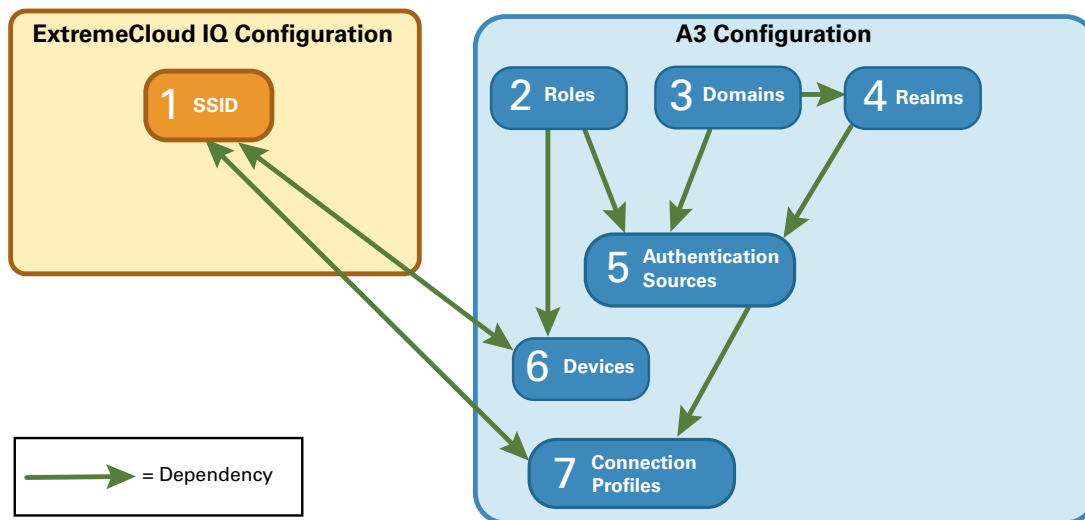 ExtremeCloud IQ Configuration
A3 Configuration
1 SSID
2 Roles
3 Domains
4 Realms
5 Authentication
Sources
6 Devices
7 Connection
Profiles
= Dependency